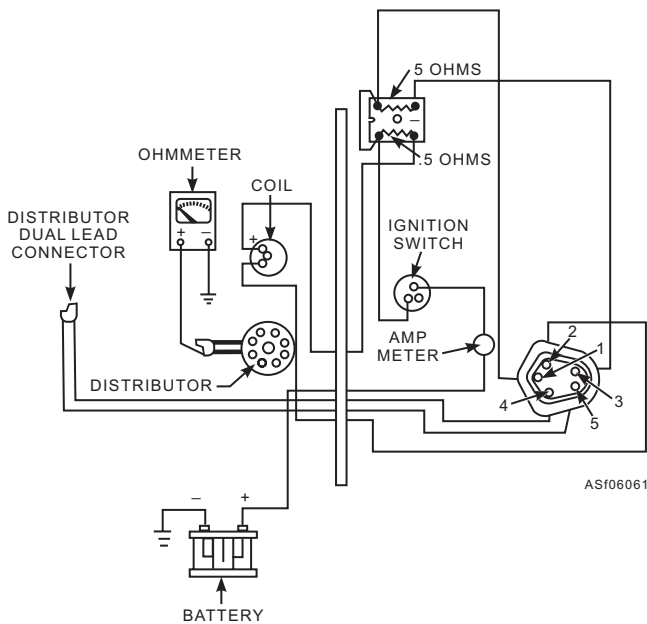 5 OHMS
.5 OHMS
OHMMETER
+ –
COIL
+
–
DISTRIBUTOR
DUAL LEAD
CONNECTOR
IGNITION
SWITCH
AMP
METER
DISTRIBUTOR
2
1
3
4
5
ASf06061
– +
BATTERY